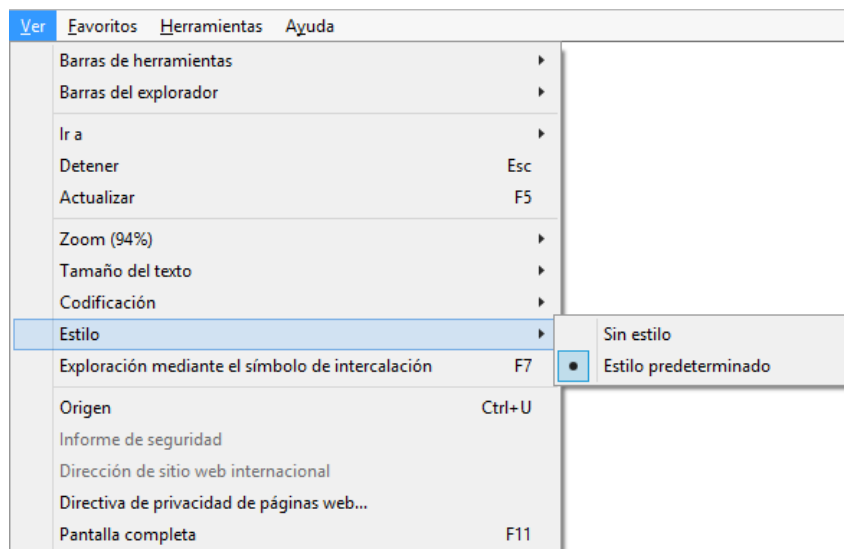 Ver Favoritos Herramientas Ayuda
Barras de herramientas
Barras del explorador
Ir a
Detener Esc
Actualizar F5
Zoom (94%)
Tamaño del texto
Codificación
Estilo
Sin estilo
Exploración mediante el símbolo de intercalación F7
Estilo predeterminado
Origen Ctrl+U
Informe de seguridad
Dirección de sitio web internacional
Directiva de privacidad de páginas web...
Pantalla completa F11